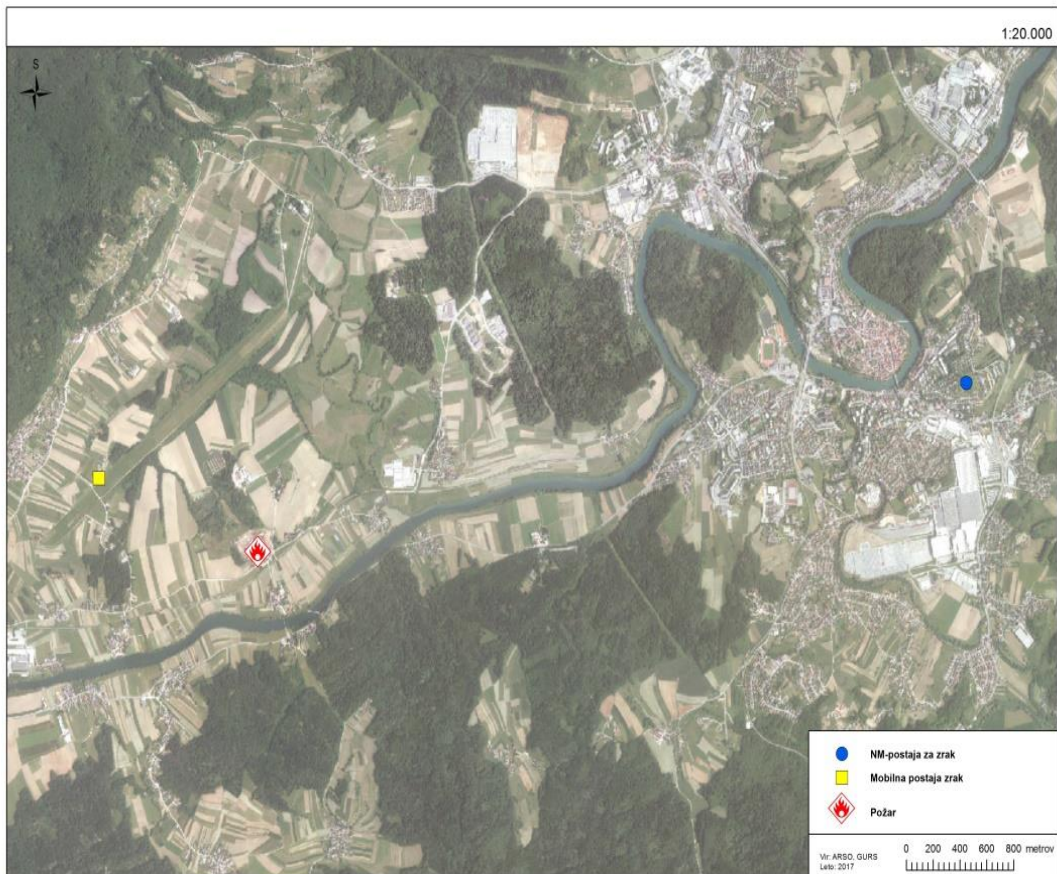 1:20.000
S
NM-postaja za zrak
Mobilna postaja zrak
Požar
Vir: ARSO, GURS
Leto: 2017
0 200 400 600 800 metrov